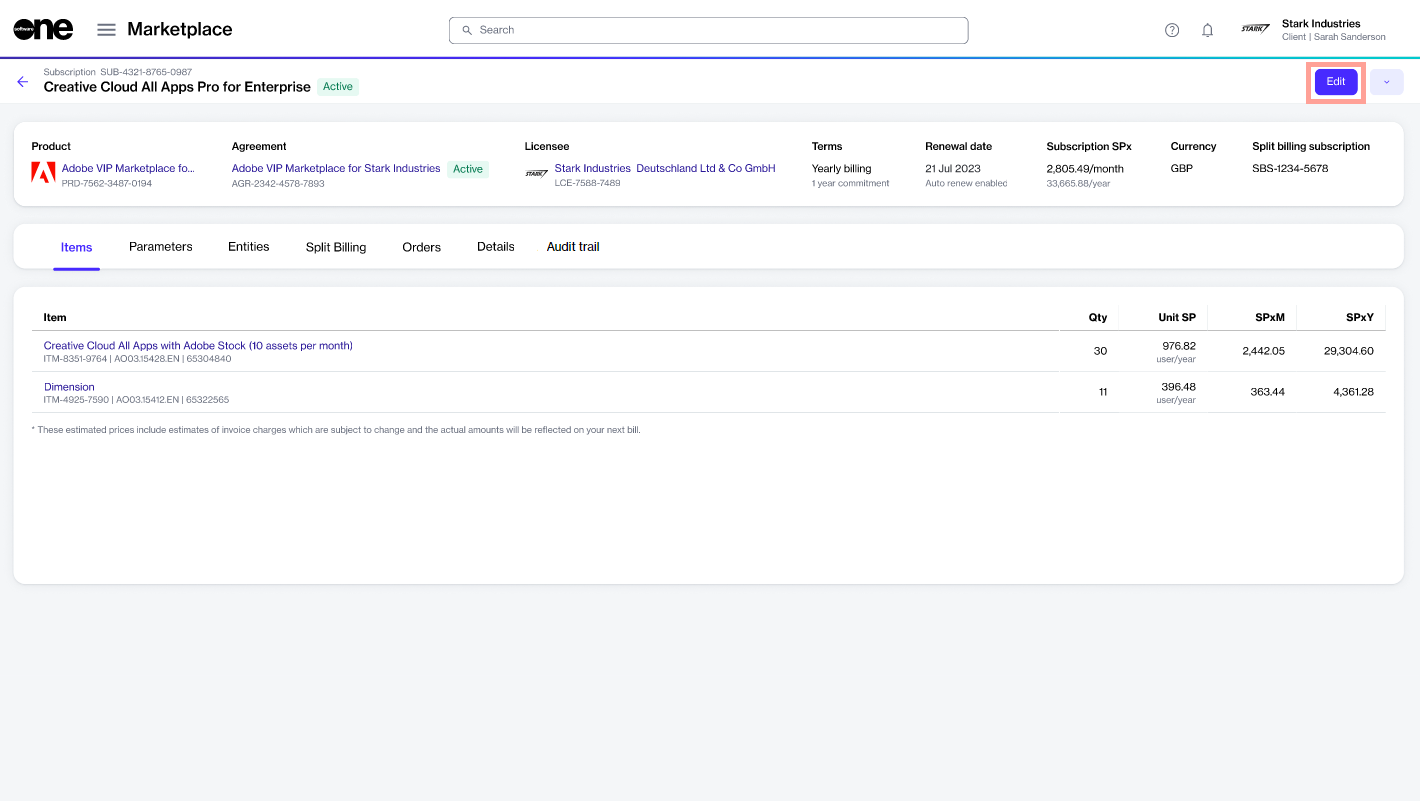 software one
Marketplace
Search
STARK
Stark Industries
Client | Sarah Sanderson
Subscription SUB-4321-8765-0987
Creative Cloud All Apps Pro for Enterprise Active
Edit
Product
Adobe VIP Marketplace fo...
PRD-7562-3487-0194
Agreement
Adobe VIP Marketplace for Stark Industries Active
AGR-2342-4578-7893
Licensee
STARK
Stark Industries Deutschland Ltd & Co GmbH
LCE-7588-7489
Terms
Yearly billing
1 year commitment
Renewal date
21 Jul 2023
Auto renew enabled
Subscription SPx
2,805.49/month
33,665.88/year
Currency
GBP
Split billing subscription
SBS-1234-5678
Items Parameters Entities Split Billing Orders Details Audit trail
Item Qty Unit SP SPxM SPxY
Creative Cloud All Apps with Adobe Stock (10 assets per month)
ITM-8351-9764 | AO03.15428.EN | 65304840
30
976.82
user/year
2,442.05
29,304.60
Dimension
ITM-4925-7590 | AO03.15412.EN | 65322565
11
396.48
user/year
363.44
4,361.28
* These estimated prices include estimates of invoice charges which are subject to change and the actual amounts will be reflected on your next bill.